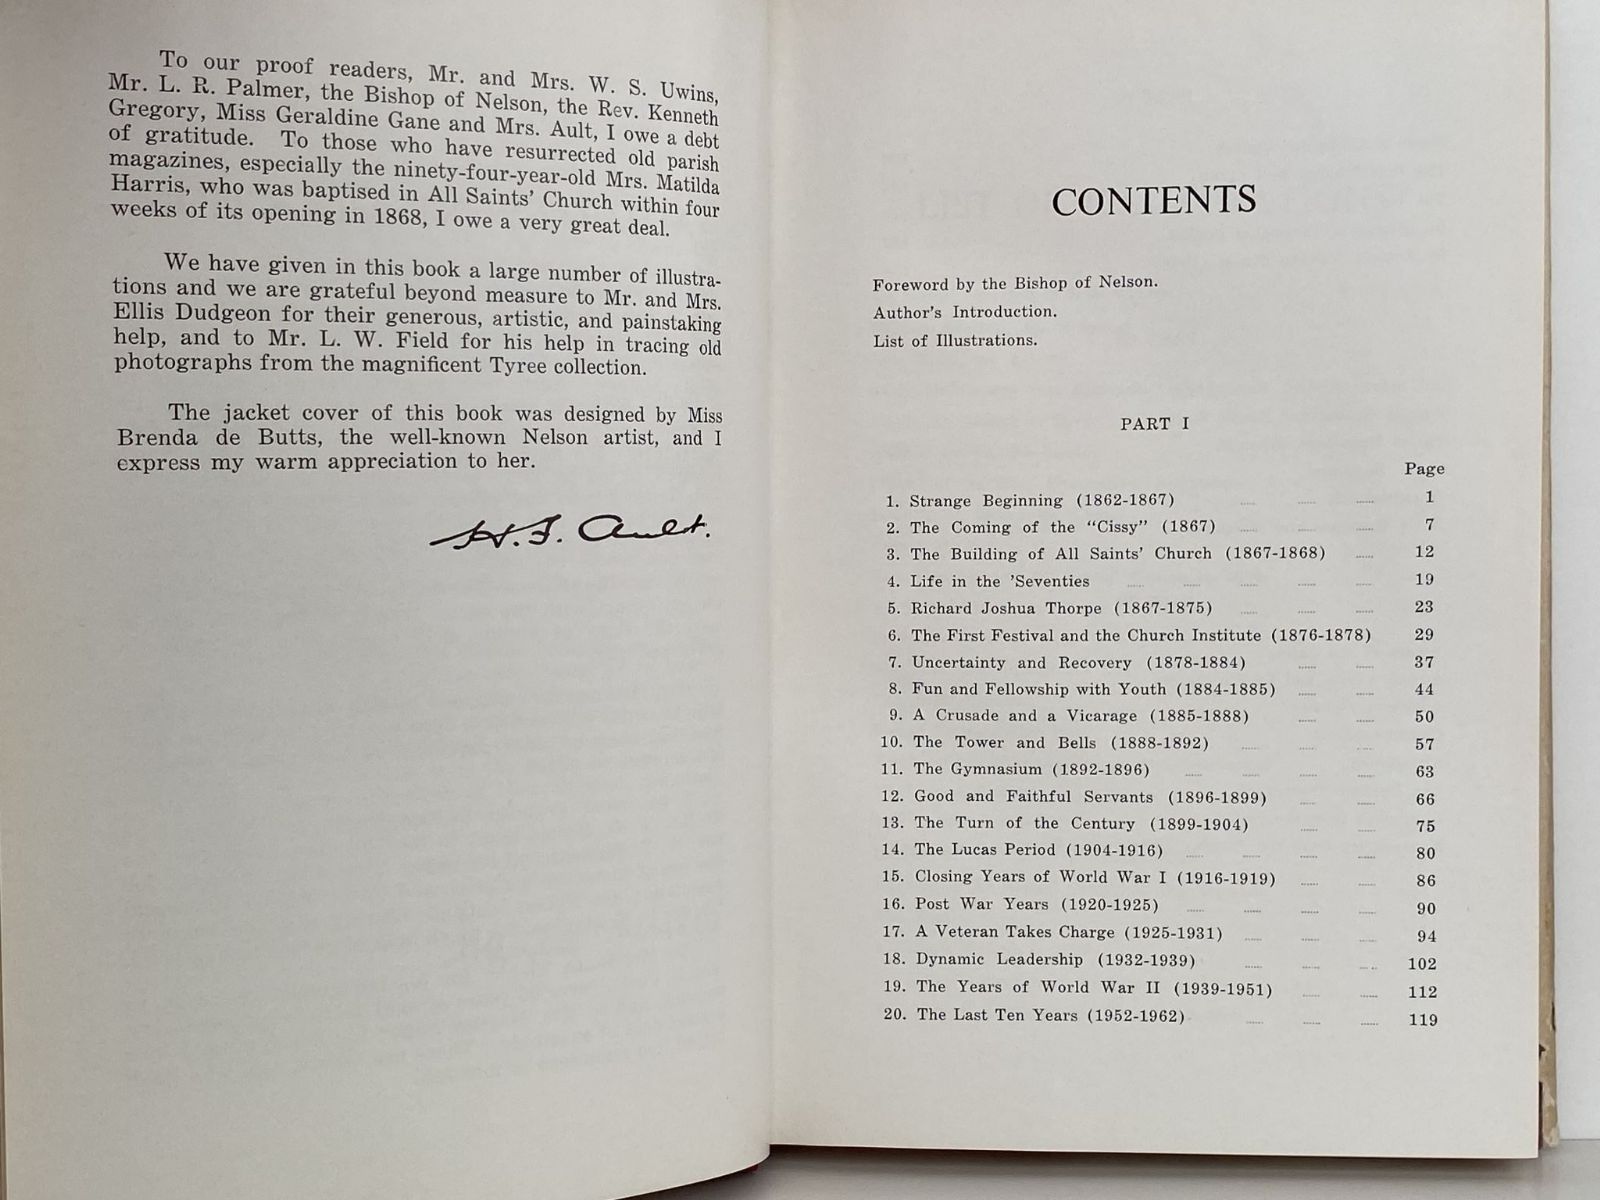 To our proof readers, Mr. and Mrs. W. S. Uwins,
Mr. L. R. Palmer, the Bishop of Nelson, the Rev. Kenneth
Gregory, Miss Geraldine Gane and Mrs. Ault, I owe a debt
of gratitude. To those who have resurrected old parish
magazines, especially the ninety-four-year-old Mrs. Matilda
Harris, who was baptised in All Saints' Church within four
weeks of its opening in 1868, I owe a very great deal.
We have given in this book a large number of illustra-
tions and we are grateful beyond measure to Mr. and Mrs.
Ellis Dudgeon for their generous, artistic, and painstaking
help, and to Mr. L. W. Field for his help in tracing old
photographs from the magnificent Tyree collection.
The jacket cover of this book was designed by Miss
Brenda de Butts, the well-known Nelson artist, and I
express my warm appreciation to her.
H. F. Ault.
CONTENTS
Foreword by the Bishop of Nelson.
Author's Introduction.
List of Illustrations.
PART I
Page
1. Strange Beginning (1862-1867) ...... ...... ...... 1
2. The Coming of the "Cissy" (1867) ...... ...... ...... 7
3. The Building of All Saints' Church (1867-1868) ...... 12
4. Life in the 'Seventies ...... ...... ...... ...... ...... 19
5. Richard Joshua Thorpe (1867-1875) ...... ...... ...... 23
6. The First Festival and the Church Institute (1876-1878) 29
7. Uncertainty and Recovery (1878-1884) ...... ...... 37
8. Fun and Fellowship with Youth (1884-1885) ...... ...... 44
9. A Crusade and a Vicarage (1885-1888) ...... ...... 50
10. The Tower and Bells (1888-1892) ...... ...... ...... 57
11. The Gymnasium (1892-1896) ...... ...... ...... ...... 63
12. Good and Faithful Servants (1896-1899) ...... ...... 66
13. The Turn of the Century (1899-1904) ...... ...... 75
14. The Lucas Period (1904-1916) ...... ...... ...... ...... 80
15. Closing Years of World War I (1916-1919) ...... ...... 86
16. Post War Years (1920-1925) ...... ...... ...... ...... 90
17. A Veteran Takes Charge (1925-1931) ...... ...... ...... 94
18. Dynamic Leadership (1932-1939) ...... ...... ...... 102
19. The Years of World War II (1939-1951) ...... ...... 112
20. The Last Ten Years (1952-1962) ...... ...... ...... 119